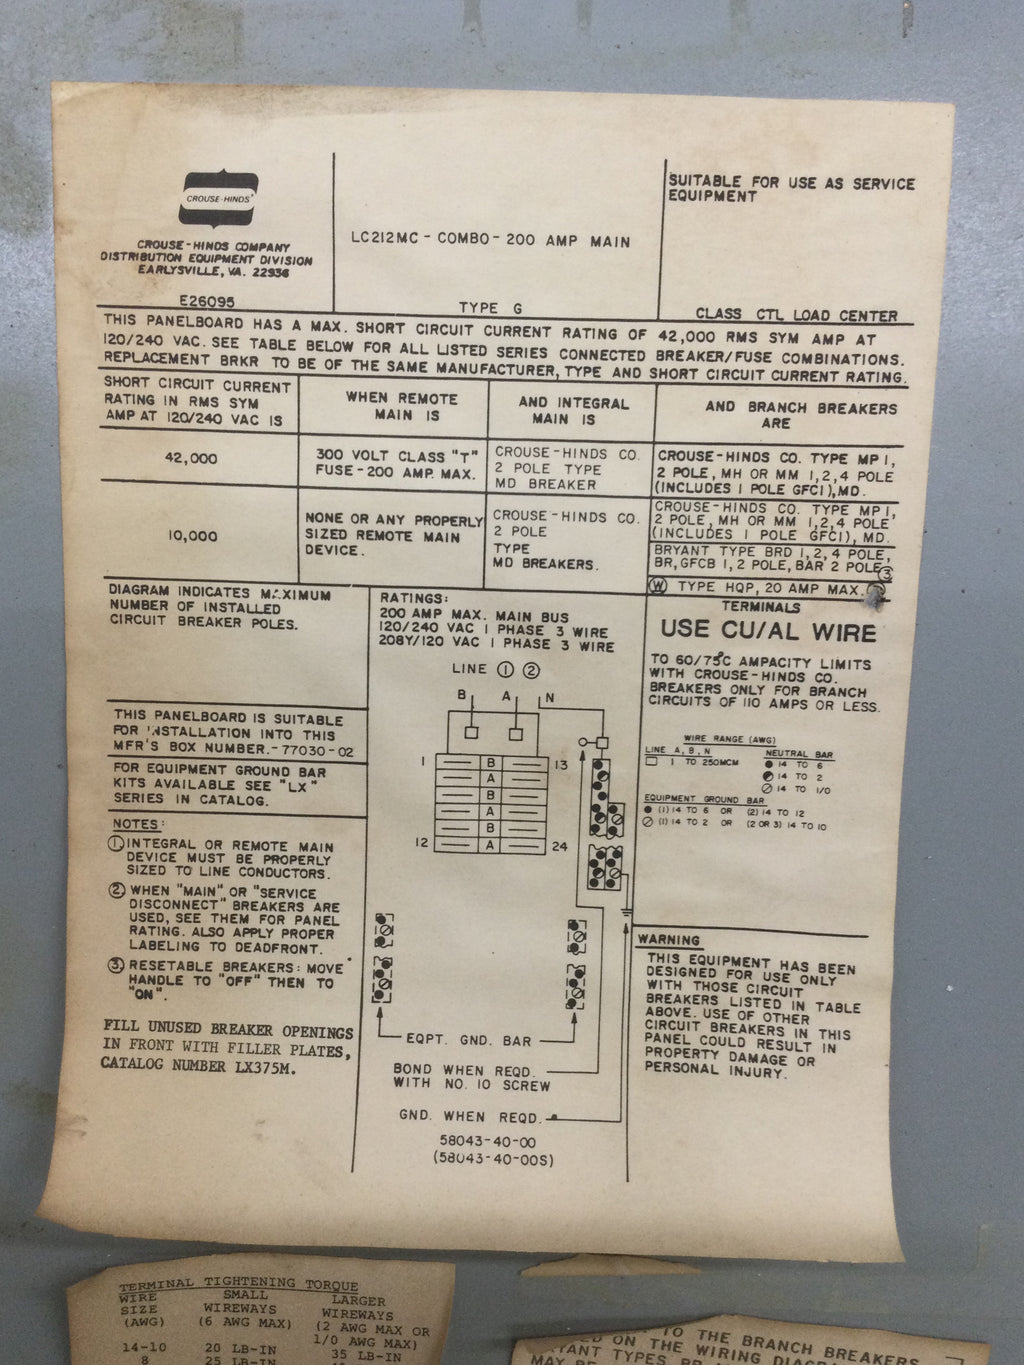 CROUSE-HINDS
CROUSE-HINDS COMPANY
DISTRIBUTION EQUIPMENT DIVISION
EARLYSVILLE, VA. 22936
E26095
LC212MC - COMBO - 200 AMP MAIN
TYPE G
SUITABLE FOR USE AS SERVICE
EQUIPMENT
CLASS CTL LOAD CENTER
THIS PANELBOARD HAS A MAX. SHORT CIRCUIT CURRENT RATING OF 42,000 RMS SYM AMP AT
120/240 VAC. SEE TABLE BELOW FOR ALL LISTED SERIES CONNECTED BREAKER/FUSE COMBINATIONS.
REPLACEMENT BRKR TO BE OF THE SAME MANUFACTURER, TYPE AND SHORT CIRCUIT CURRENT RATING.
SHORT CIRCUIT CURRENT
RATING IN RMS SYM
AMP AT 120/240 VAC IS
WHEN REMOTE
MAIN IS
AND INTEGRAL
MAIN IS
AND BRANCH BREAKERS
ARE
42,000
300 VOLT CLASS "T"
FUSE-200 AMP. MAX.
CROUSE-HINDS CO.
2 POLE TYPE
MD BREAKER
CROUSE-HINDS CO. TYPE MP 1,
2 POLE, MH OR MM 1,2,4 POLE
(INCLUDES 1 POLE GFCI), MD.
10,000
NONE OR ANY PROPERLY
SIZED REMOTE MAIN
DEVICE.
CROUSE-HINDS CO.
2 POLE
TYPE
MD BREAKERS.
CROUSE-HINDS CO. TYPE MP 1,
2 POLE, MH OR MM 1,2,4 POLE
(INCLUDES 1 POLE GFCI), MD.
BRYANT TYPE BRD 1,2,4 POLE,
BR, GFCB 1,2 POLE, BAR 2 POLE ③
Ⓦ TYPE HQP, 20 AMP MAX.
DIAGRAM INDICATES MAXIMUM
NUMBER OF INSTALLED
CIRCUIT BREAKER POLES.
THIS PANELBOARD IS SUITABLE
FOR INSTALLATION INTO THIS
MFR'S BOX NUMBER.-77030-02
FOR EQUIPMENT GROUND BAR
KITS AVAILABLE SEE "LX"
SERIES IN CATALOG.
NOTES:
① INTEGRAL OR REMOTE MAIN
DEVICE MUST BE PROPERLY
SIZED TO LINE CONDUCTORS.
② WHEN "MAIN" OR "SERVICE
DISCONNECT" BREAKERS ARE
USED, SEE THEM FOR PANEL
RATING. ALSO APPLY PROPER
LABELING TO DEADFRONT.
③ RESETABLE BREAKERS: MOVE
HANDLE TO "OFF" THEN TO
"ON".
FILL UNUSED BREAKER OPENINGS
IN FRONT WITH FILLER PLATES,
CATALOG NUMBER LX375M.
RATINGS:
200 AMP MAX. MAIN BUS
120/240 VAC 1 PHASE 3 WIRE
208Y/120 VAC 1 PHASE 3 WIRE
LINE ① ②
B A N
1 B 13
A
B
A
B
12 A 24
EQPT. GND. BAR
BOND WHEN REQD.
WITH NO. 10 SCREW
GND. WHEN REQD.
58043-40-00
(58043-40-00S)
TERMINALS
USE CU/AL WIRE
TO 60/75°C AMPACITY LIMITS
WITH CROUSE-HINDS CO.
BREAKERS ONLY FOR BRANCH
CIRCUITS OF 110 AMPS OR LESS.
WIRE RANGE (AWG)
LINE A, B, N
1 TO 250MCM
NEUTRAL BAR
14 TO 6
14 TO 2
14 TO 1/0
EQUIPMENT GROUND BAR
(1) 14 TO 6 OR (2) 14 TO 12
(1) 14 TO 2 OR (2 OR 3) 14 TO 10
WARNING
THIS EQUIPMENT HAS BEEN
DESIGNED FOR USE ONLY
WITH THOSE CIRCUIT
BREAKERS LISTED IN TABLE
ABOVE. USE OF OTHER
CIRCUIT BREAKERS IN THIS
PANEL COULD RESULT IN
PROPERTY DAMAGE OR
PERSONAL INJURY.
TERMINAL TIGHTENING TORQUE
WIRE SIZE (AWG)
SMALL WIREWAYS (6 AWG MAX)
LARGER WIREWAYS (2 AWG MAX OR 1/0 AWG MAX)
14-10 20 LB-IN 35 LB-IN
8 25 LB-IN
TO THE BRANCH BREAKERS
ON THE WIRING
TYPES
MAY BE